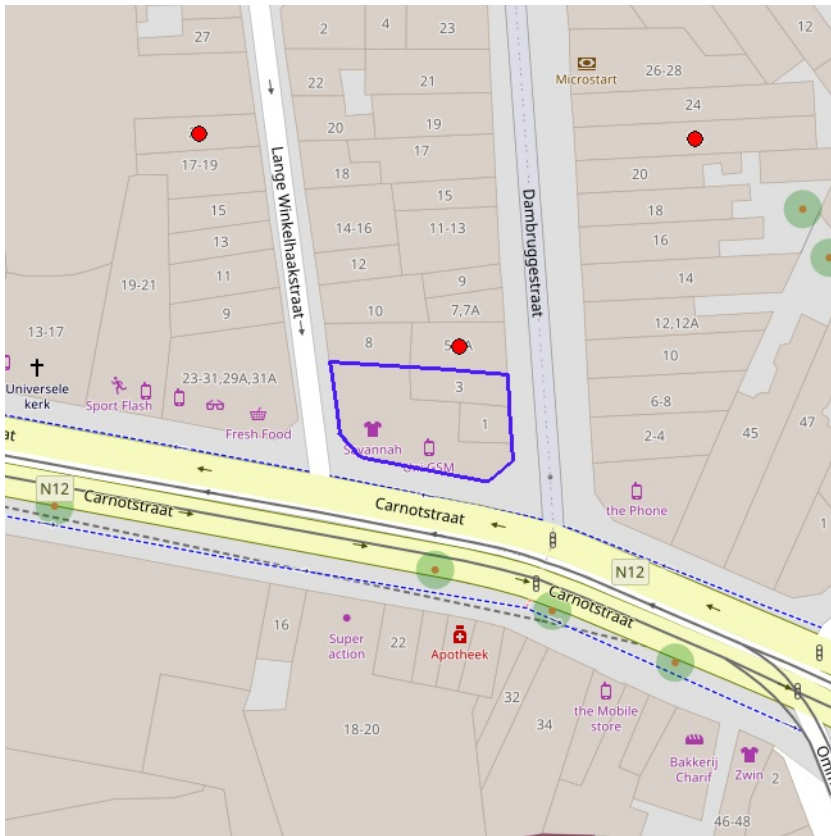 27
2
4
23
12
Microstart
26-28
22
21
24
20
19
17
17-19
18
20
15
15
18
13
14-16
11-13
16
12
11
9
14
19-21
9
10
7,7A
12,12A
13-17
8
10
23-31,29A,31A
3
6-8
1
2-4
45
47
Lange Winkelhaakstraat
Dambruggestraat
Universele
kerk
Sport Flash
Fresh Food
Savannah
Uni GSM
the Phone
at
N12
Carnotstraat
Carnotstraat
N12
Carnotstraat
16
Super
action
22
Apotheek
32
34
18-20
the Mobile
store
Bakkerij
Charif
Zwin
2
46-48